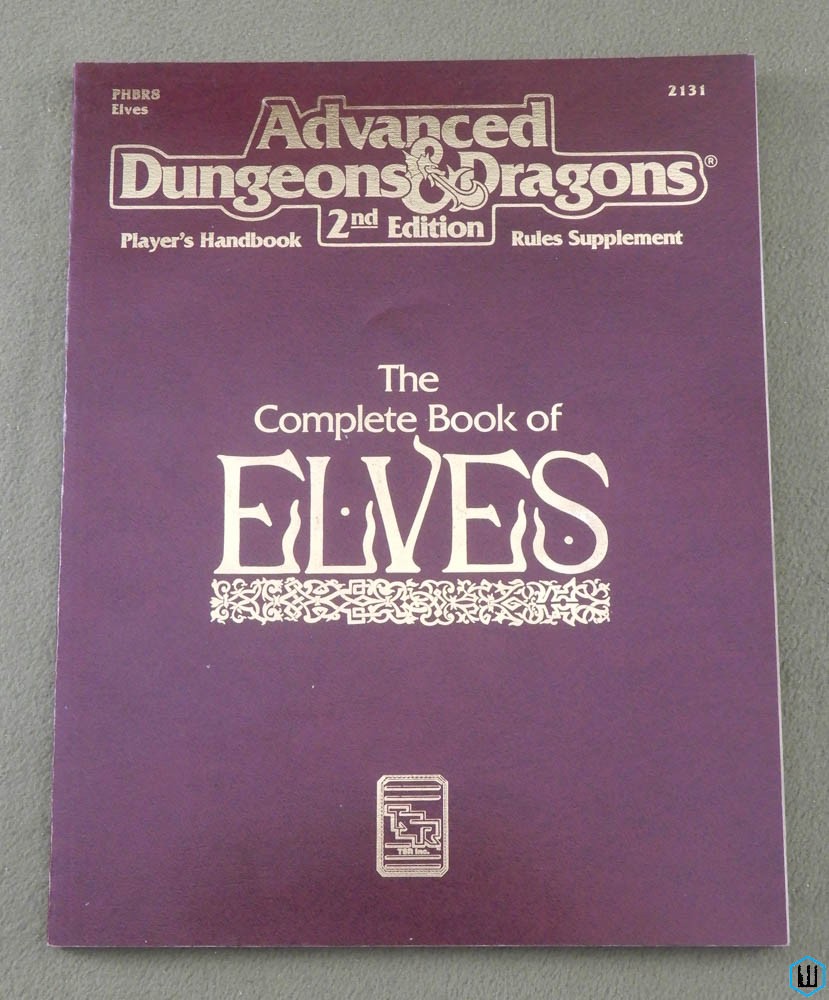 PHBR8
Elves
2131
Advanced
Dungeons & Dragons®
2nd Edition
Player's Handbook
Rules Supplement
The
Complete Book of
ELVES
TSR
TSR Inc.
W